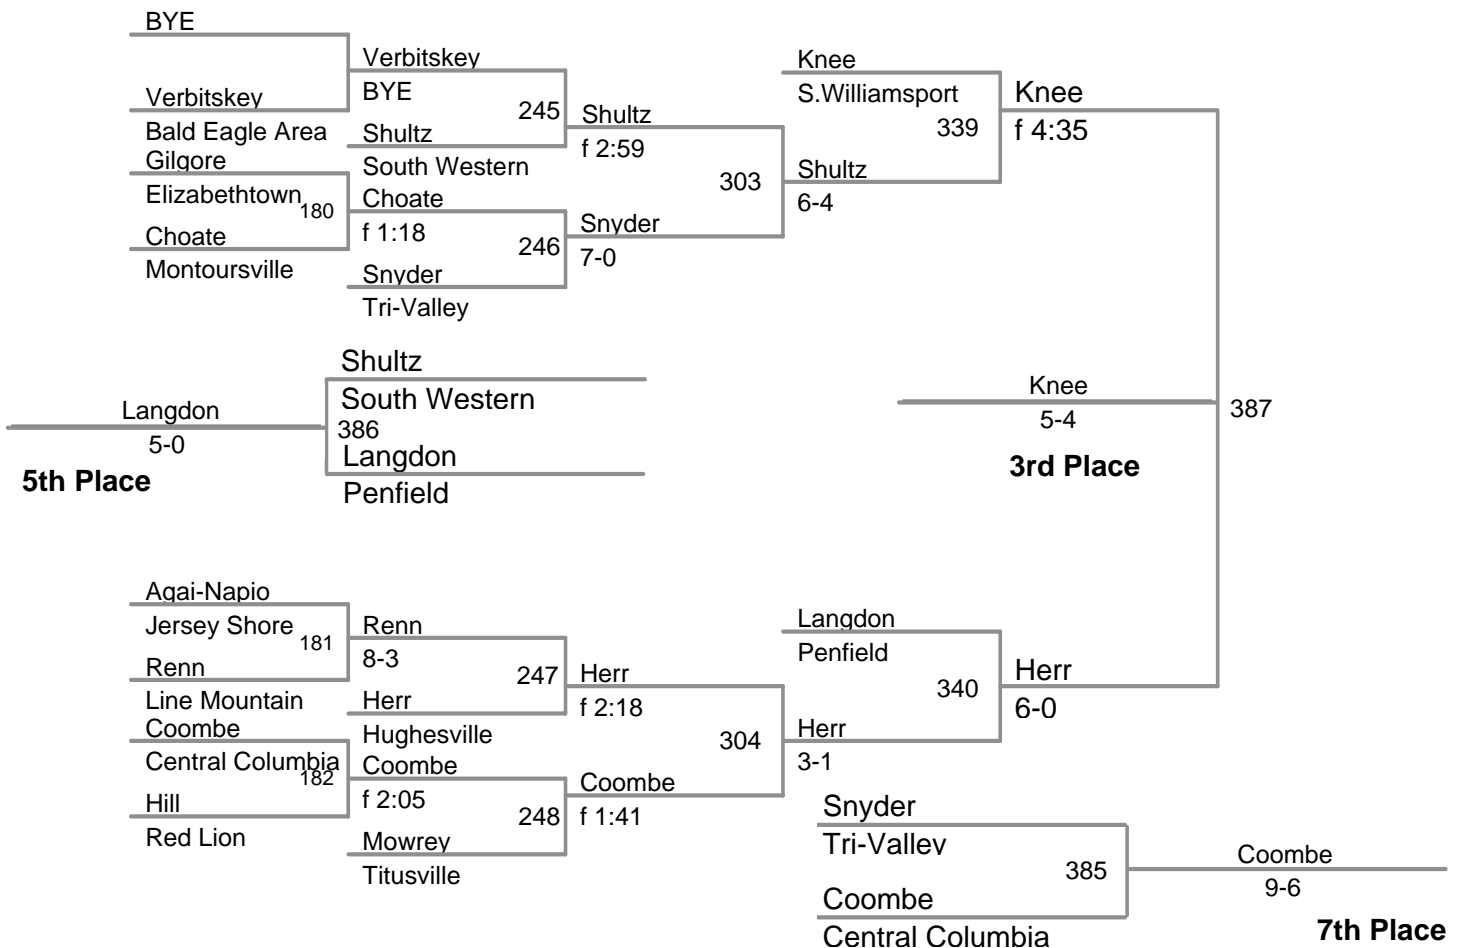 BYE
Verbitskey
Bald Eagle Area
Gilgore
Elizabethtown
180
Choate
Montoursville
Verbitskey
BYE
245
Shultz
South Western
Choate
f 1:18
246
Snyder
Tri-Valley
Shultz
f 2:59
303
Snyder
7-0
Knee
S.Williamsport
339
Shultz
6-4
Knee
f 4:35
Shultz
South Western
386
Langdon
Penfield
Langdon
5-0
5th Place
Knee
5-4
387
3rd Place
Agai-Napio
Jersey Shore
181
Renn
Line Mountain
Coombe
Central Columbia
182
Hill
Red Lion
Renn
8-3
247
Herr
Hughesville
Coombe
f 2:05
248
Mowrey
Titusville
Herr
f 2:18
304
Coombe
f 1:41
Langdon
Penfield
340
Herr
3-1
Herr
6-0
Snyder
Tri-Valley
385
Coombe
Central Columbia
Coombe
9-6
7th Place